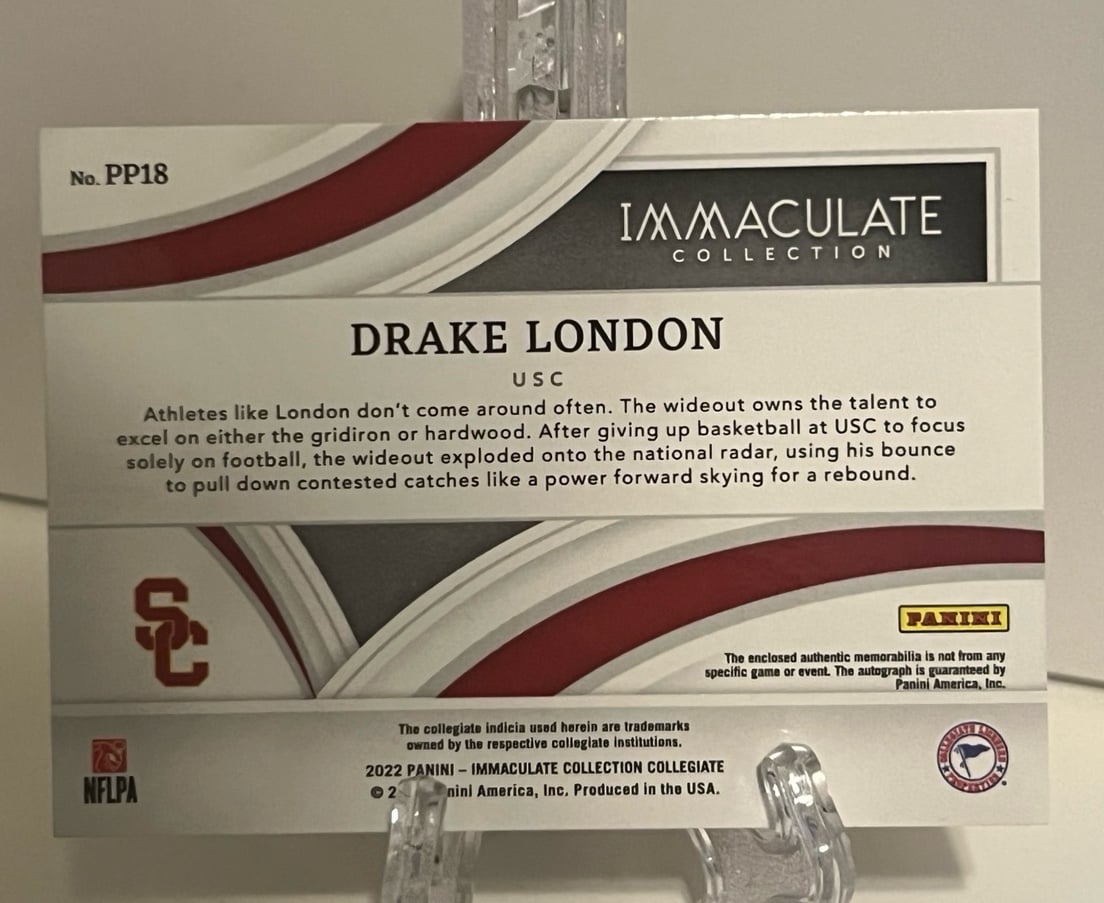 No. PP18
IMMACULATE
COLLECTION
DRAKE LONDON
USC
Athletes like London don't come around often. The wideout owns the talent to
excel on either the gridiron or hardwood. After giving up basketball at USC to focus
solely on football, the wideout exploded onto the national radar, using his bounce
to pull down contested catches like a power forward skying for a rebound.
SC
PANINI
The enclosed authentic memorabilia is not from any
specific game or event. The autograph is guaranteed by
Panini America, Inc.
The collegiate indicia used herein are trademarks
owned by the respective collegiate institutions.
2022 PANINI – IMMACULATE COLLECTION COLLEGIATE
© 2 nini America, Inc. Produced in the USA.
NFLPA
COLLEGIATE LICENSED
PROPERTIES